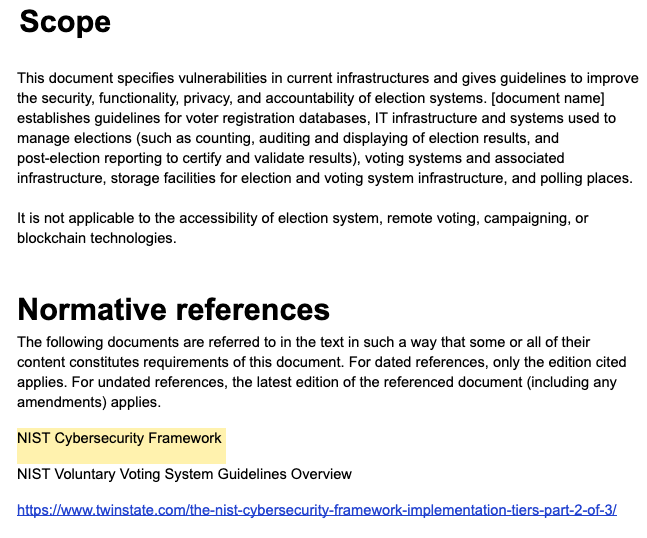 Scope
This document specifies vulnerabilities in current infrastructures and gives guidelines to improve
the security, functionality, privacy, and accountability of election systems. [document name]
establishes guidelines for voter registration databases, IT infrastructure and systems used to
manage elections (such as counting, auditing and displaying of election results, and
post-election reporting to certify and validate results), voting systems and associated
infrastructure, storage facilities for election and voting system infrastructure, and polling places.
It is not applicable to the accessibility of election system, remote voting, campaigning, or
blockchain technologies.
Normative references
The following documents are referred to in the text in such a way that some or all of their
content constitutes requirements of this document. For dated references, only the edition cited
applies. For undated references, the latest edition of the referenced document (including any
amendments) applies.
NIST Cybersecurity Framework
NIST Voluntary Voting System Guidelines Overview
https://www.twinstate.com/the-nist-cybersecurity-framework-implementation-tiers-part-2-of-3/